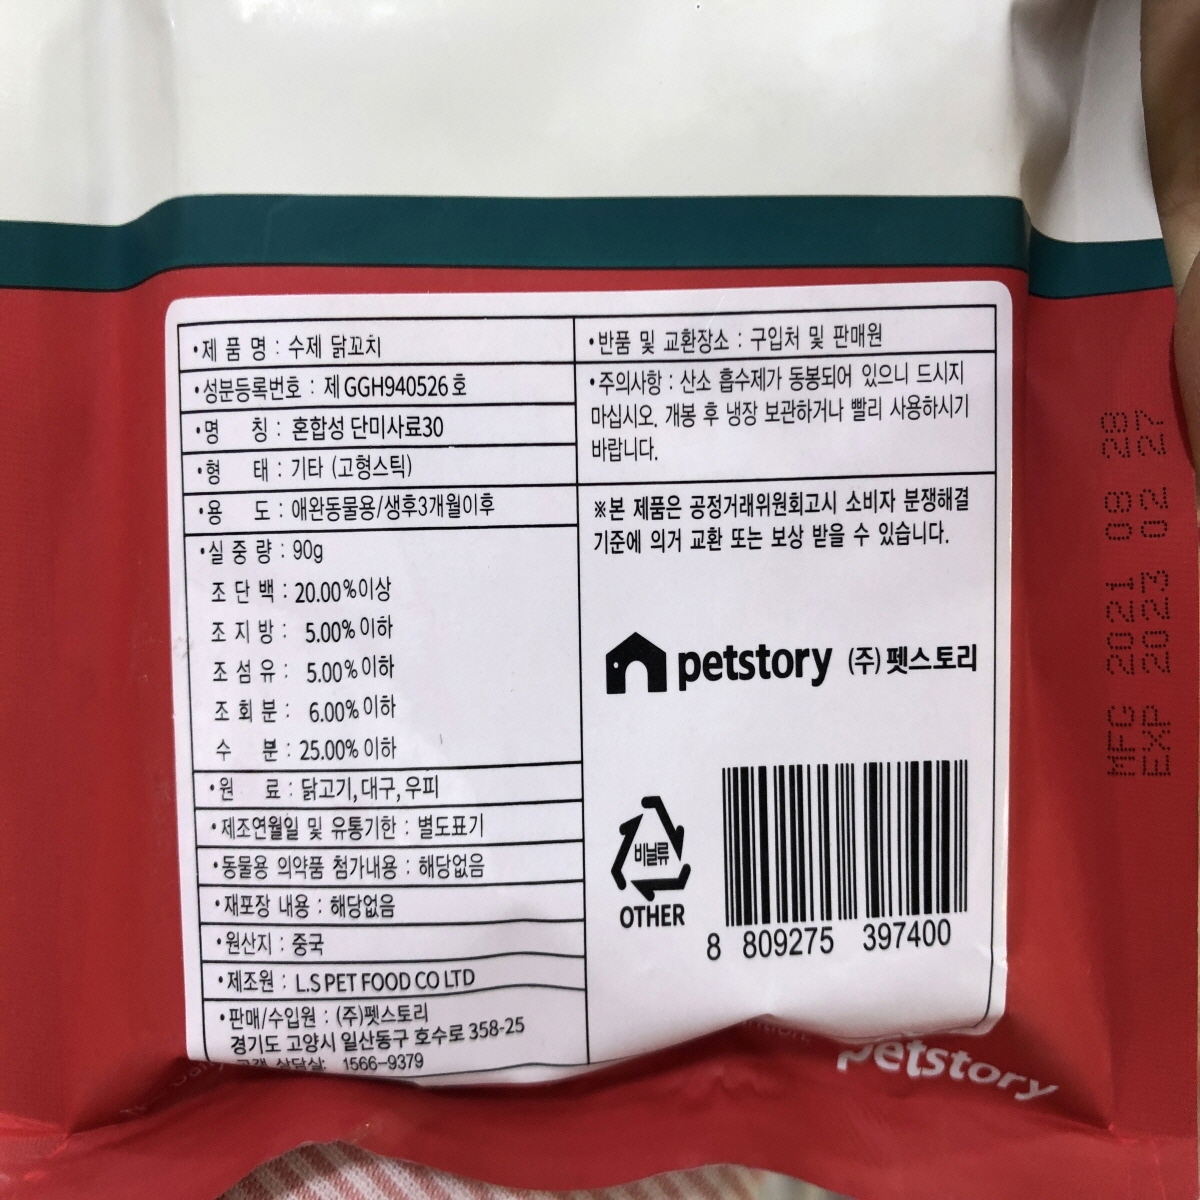 •제 품 명 : 수제 닭꼬치
•성분등록번호 : 제 GGH940526 호
•명 칭 : 혼합성 단미사료30
•형 태 : 기타 (고형스틱)
•용 도 : 애완동물용/생후3개월이후
•실 중 량 : 90g
조 단 백 : 20.00%이상
조 지 방 : 5.00% 이하
조 섬 유 : 5.00% 이하
조 회 분 : 6.00% 이하
수 분 : 25.00% 이하
•원 료 : 닭고기, 대구, 우피
•제조연월일 및 유통기한 : 별도표기
•동물용 의약품 첨가내용 : 해당없음
•재포장 내용 : 해당없음
•원산지 : 중국
•제조원 : L.S PET FOOD CO LTD
•판매/수입원 : (주)펫스토리
경기도 고양시 일산동구 호수로 358-25
고객 상담실: 1566-9379
•반품 및 교환장소 : 구입처 및 판매원
•주의사항 : 산소 흡수제가 동봉되어 있으니 드시지
마십시오. 개봉 후 냉장 보관하거나 빨리 사용하시기
바랍니다.
※본 제품은 공정거래위원회고시 소비자 분쟁해결
기준에 의거 교환 또는 보상 받을 수 있습니다.
petstory (주)펫스토리
비닐류
OTHER
8 809275 397400
MFG 2021 08 28
EXP 2023 02 27
petstory